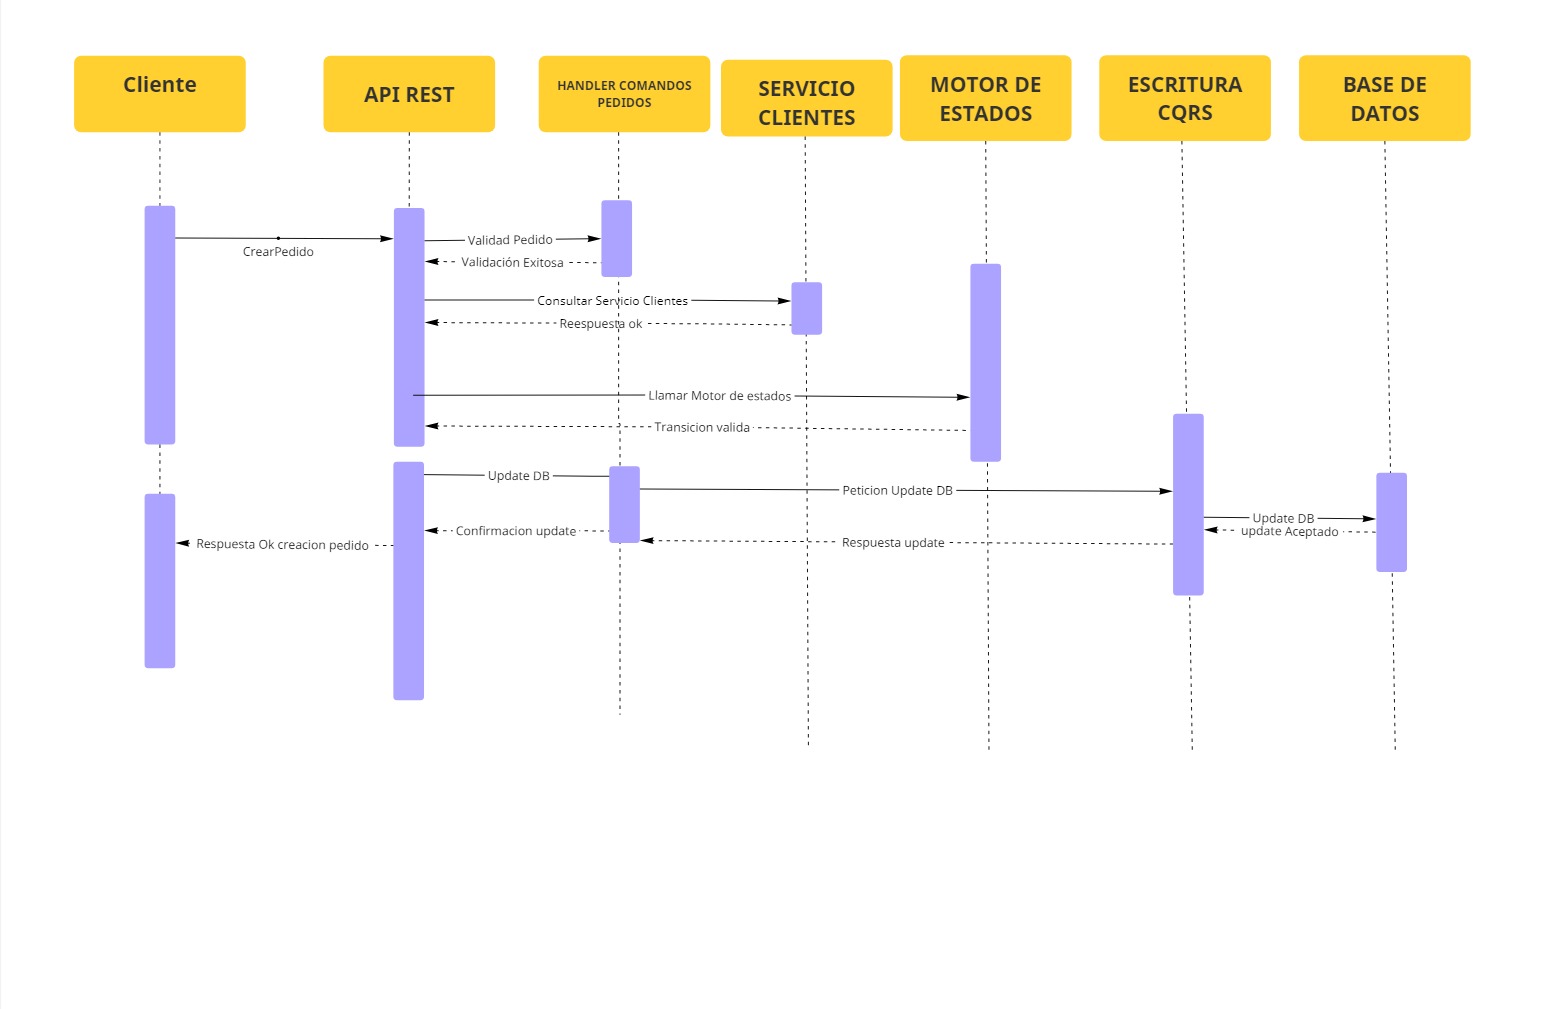 Cliente
API REST
HANDLER COMANDOS
PEDIDOS
SERVICIO
CLIENTES
MOTOR DE
ESTADOS
ESCRITURA
CQRS
BASE DE
DATOS
CrearPedido
Validad Pedido
Validación Exitosa
Consultar Servicio Clientes
Reespuesta ok
Llamar Motor de estados
Transicion valida
Update DB
Peticion Update DB
Update DB
update Aceptado
Confirmacion update
Respuesta update
Respuesta Ok creacion pedido